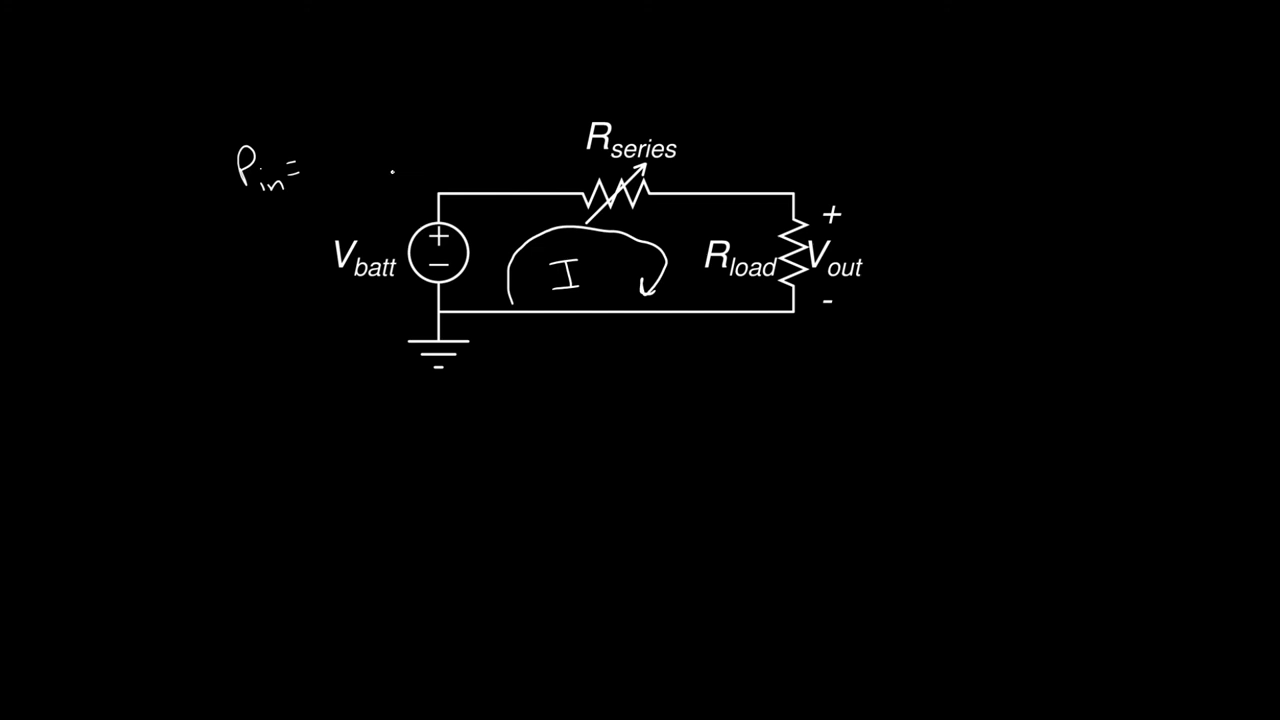 R_series
P_in=
+
V_batt
+
−
I
R_load
V_out
-